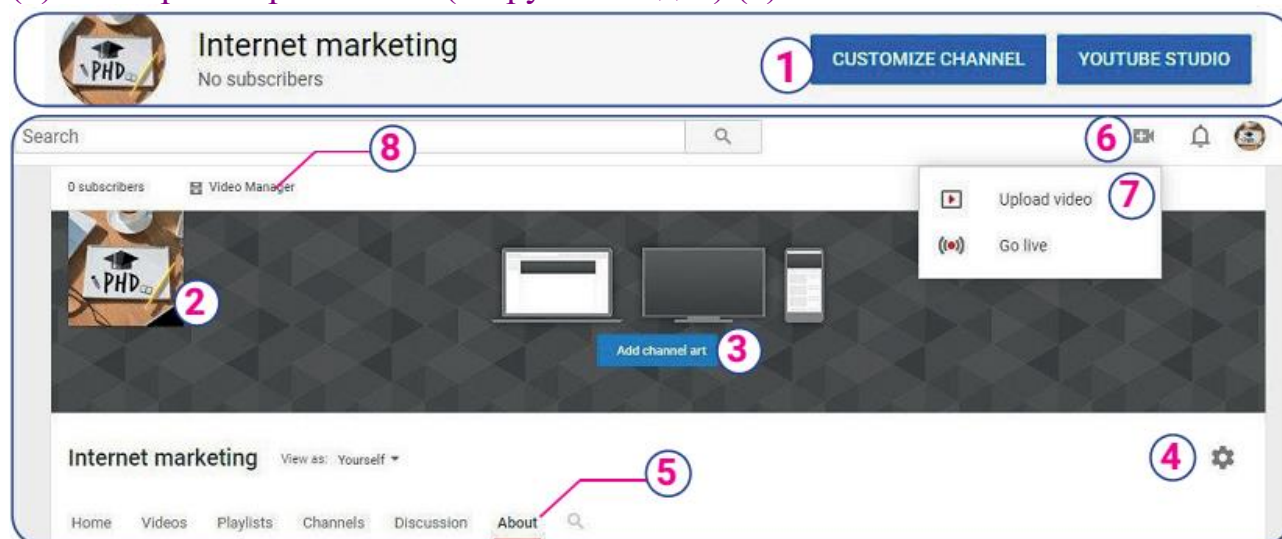 Internet marketing
No subscribers
1
CUSTOMIZE CHANNEL
YOUTUBE STUDIO
Search
8
6
0 subscribers
Video Manager
Upload video
7
Go live
PHD
2
Add channel art
3
Internet marketing
View as: Yourself
4
5
Home
Videos
Playlists
Channels
Discussion
About